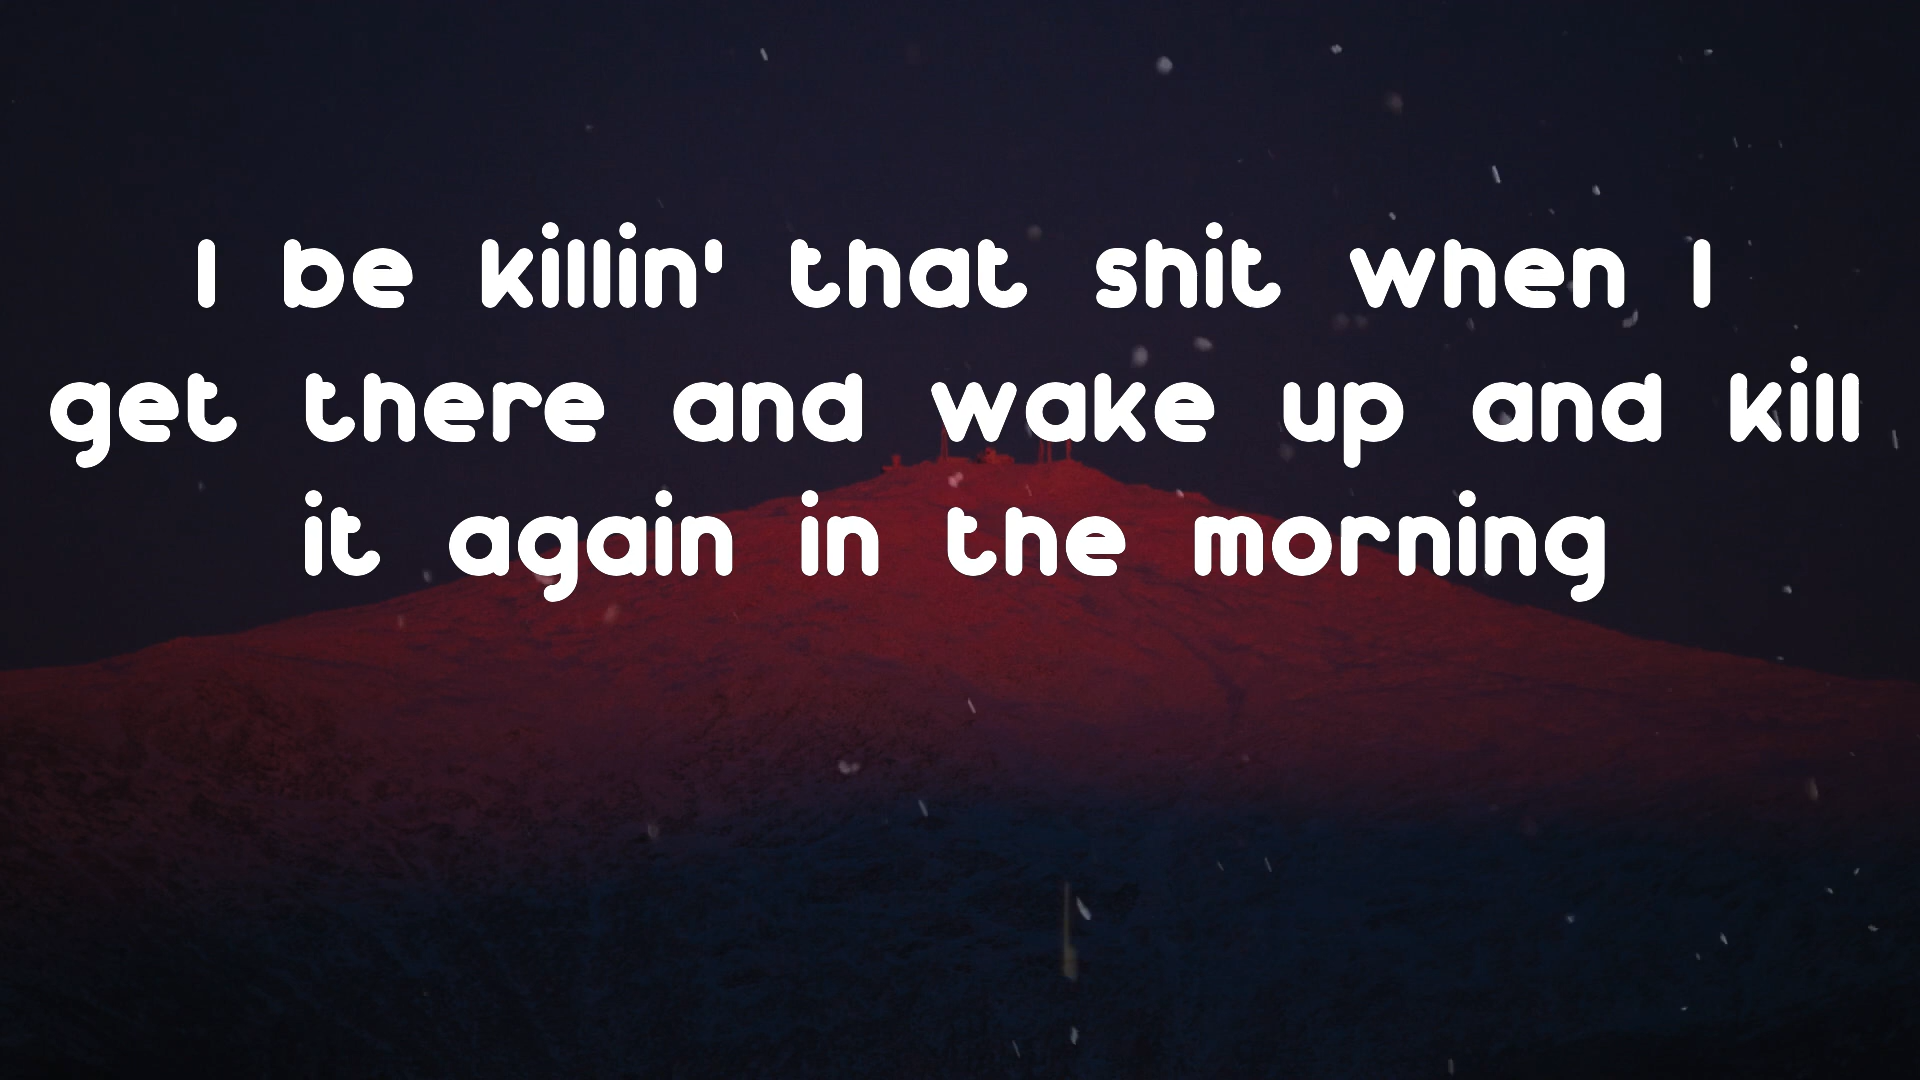 I be killin' that shit when I
get there and wake up and kill
it again in the morning